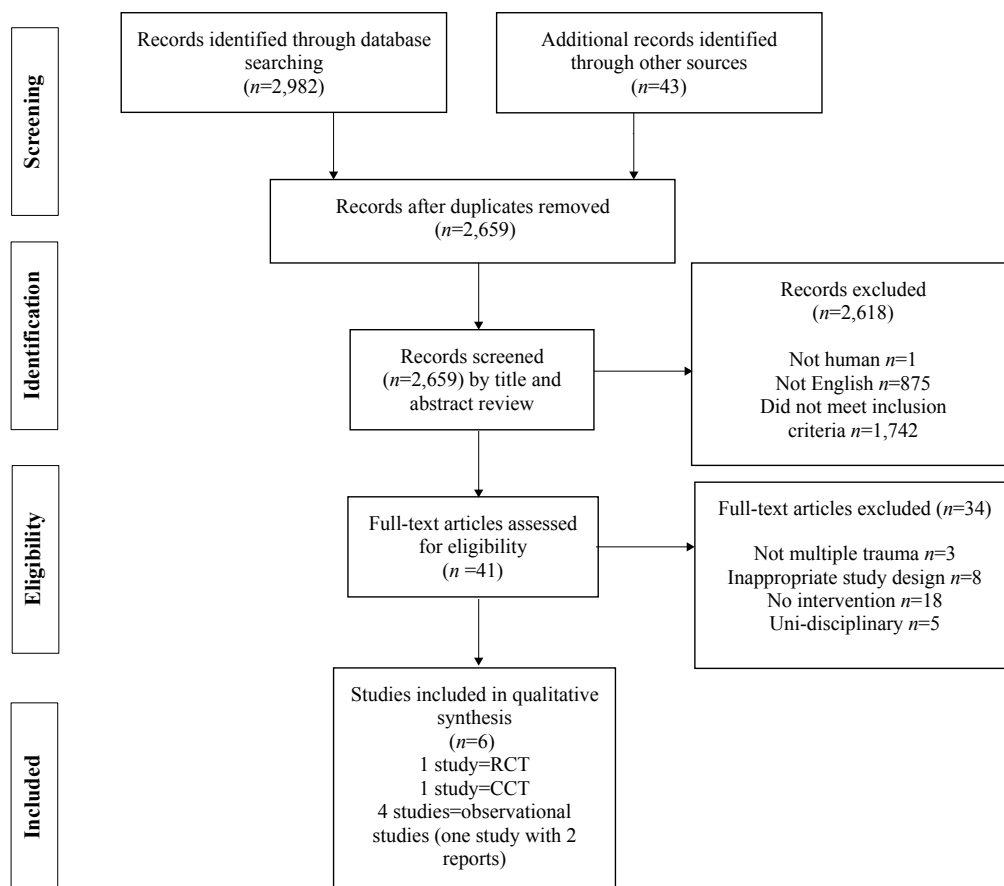 Screening
Records identified through database
searching
(n=2,982)
Additional records identified
through other sources
(n=43)
Records after duplicates removed
(n=2,659)
Identification
Records screened
(n=2,659) by title and
abstract review
Records excluded
(n=2,618)
Not human n=1
Not English n=875
Did not meet inclusion
criteria n=1,742
Eligibility
Full-text articles assessed
for eligibility
(n =41)
Full-text articles excluded (n=34)
Not multiple trauma n=3
Inappropriate study design n=8
No intervention n=18
Uni-disciplinary n=5
Included
Studies included in qualitative
synthesis
(n=6)
1 study=RCT
1 study=CCT
4 studies=observational
studies (one study with 2
reports)